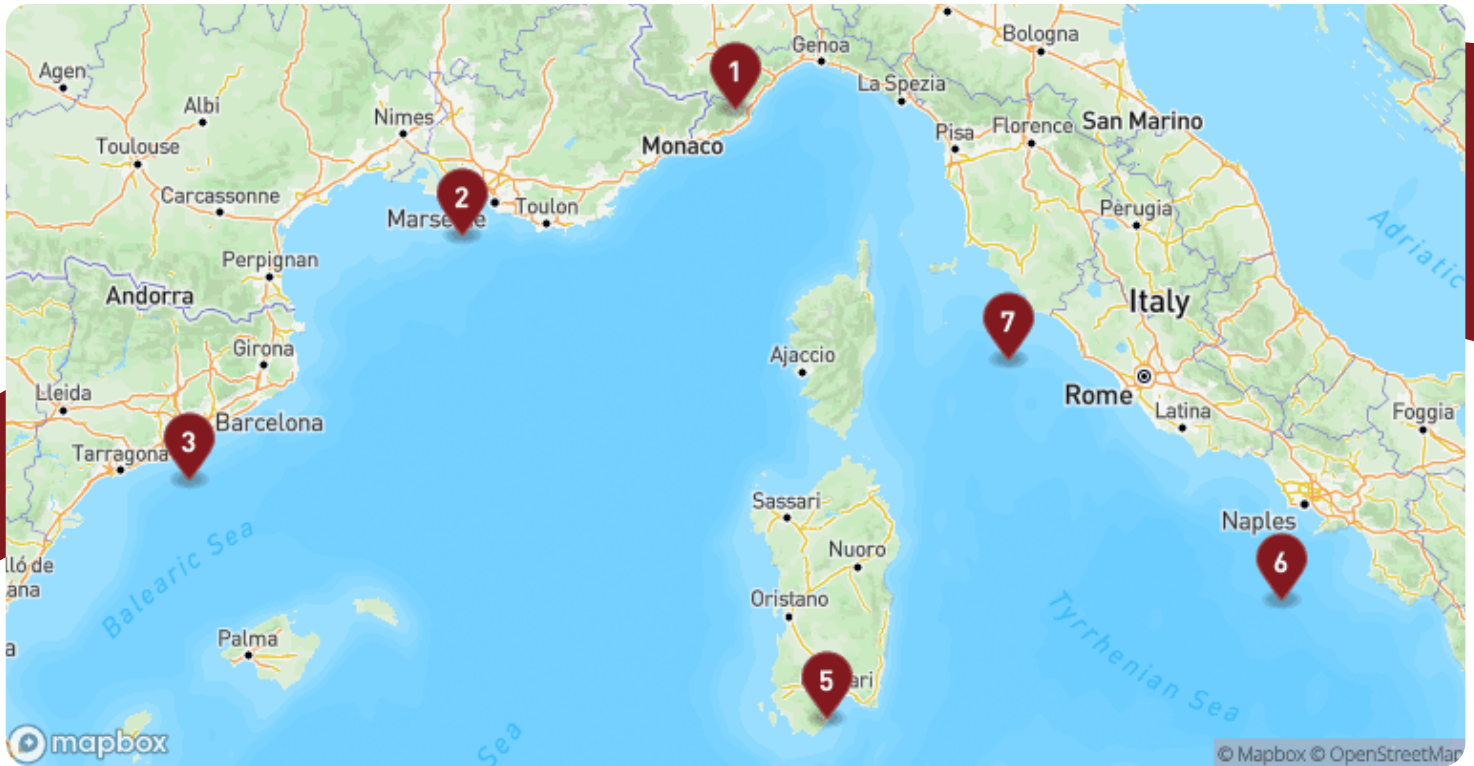 Genoa
Bologna
Agen
La Spezia
1
Albi
Nimes
San Marino
Pisa
Florence
Toulouse
Monaco
Carcassonne
2
Toulon
Perugia
Adriatic
Perpignan
Andorra
Italy
7
Girona
Ajaccio
Lleida
Rome
Latina
Foggia
Barcelona
3
Tarragona
Sassari
Naples
Balearic Sea
Nuoro
6
Oristano
Tyrrhenian Sea
Palma
5
Sea
mapbox
© Mapbox © OpenStreetMap